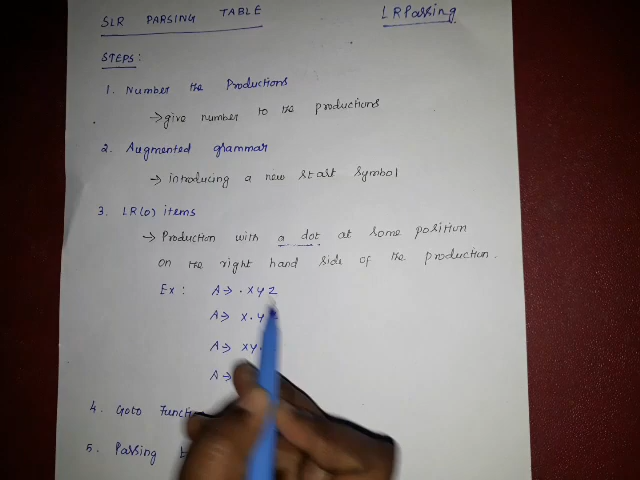 SLR PARSING TABLE
LR Parsing
STEPS:
1. Number the Productions
→ give number to the productions
2. Augmented grammar
→ introducing a new start symbol
3. LR(0) items
→ Production with a dot at some position
on the right hand side of the production.
Ex: A → .XYZ
A → X.YZ
A → XY.
A →
4. Goto Function
5. Parsing